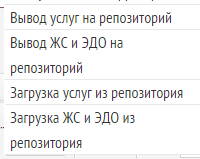 Вывод услуг на репозиторий
Вывод ЖС и ЭДО на
репозиторий
Загрузка услуг из репозитория
Загрузка ЖС и ЭДО из
репозитория